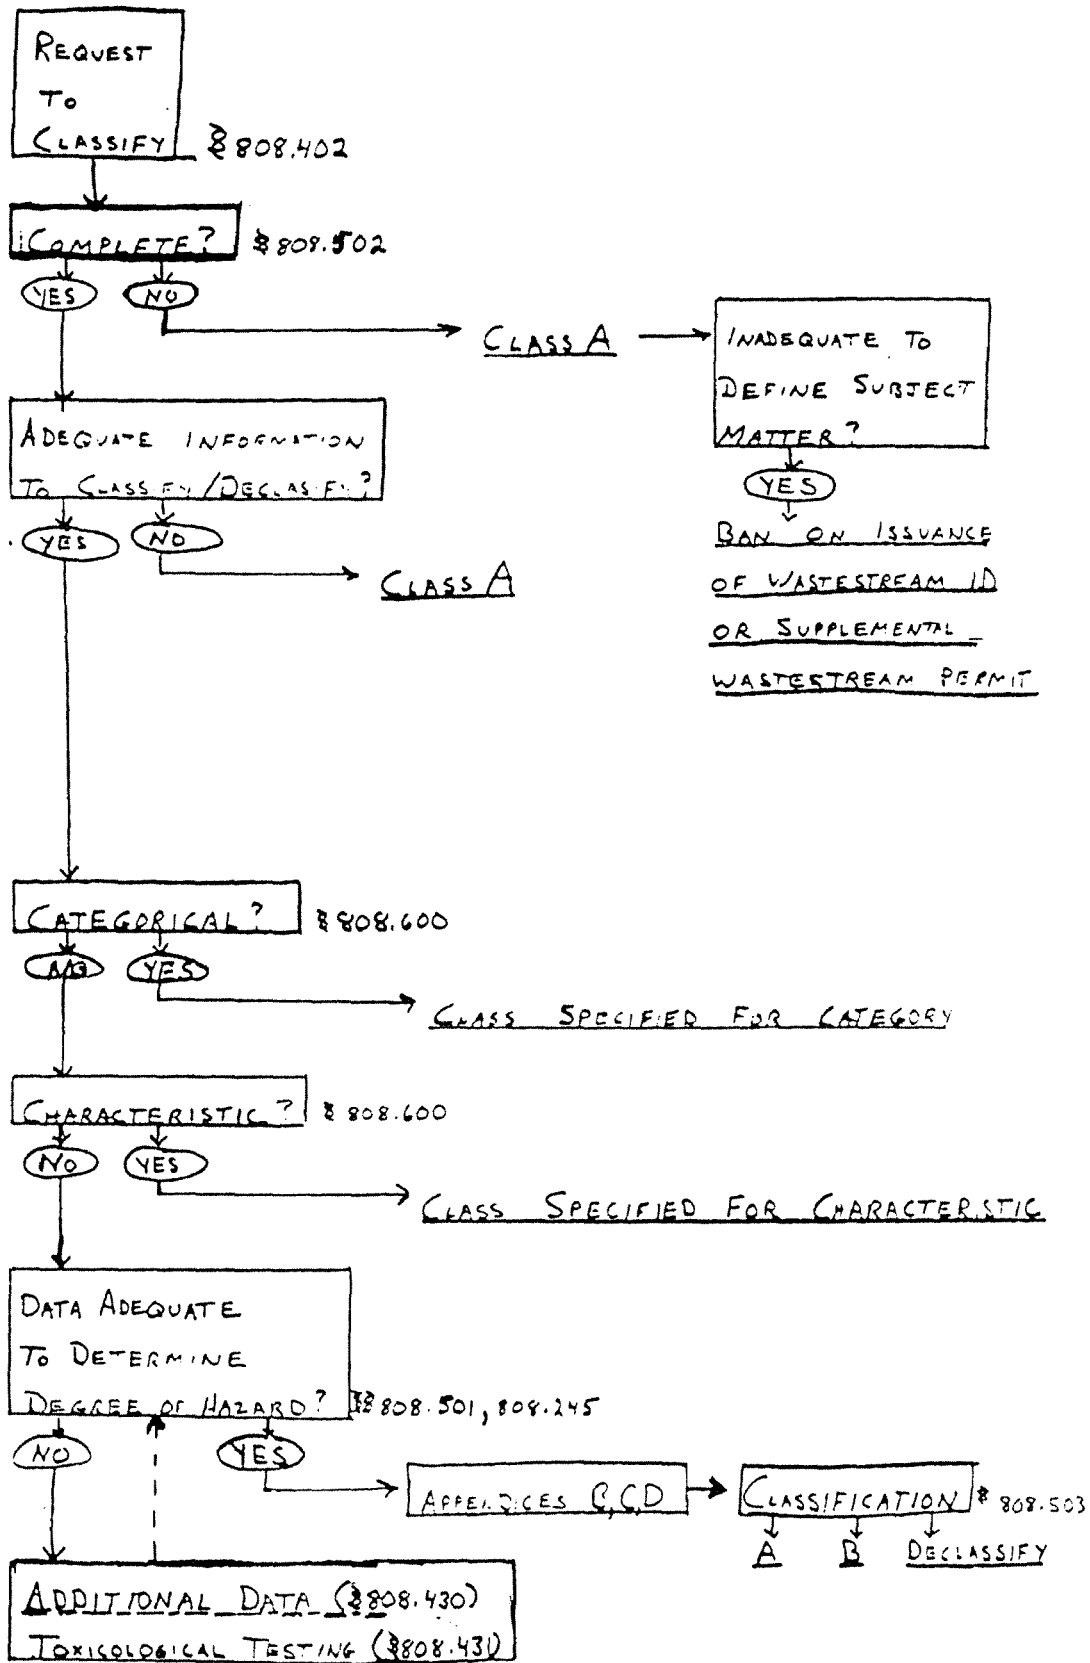 REQUEST
TO
CLASSIFY § 808.402
COMPLETE? § 808.502
YES NO
CLASS A
INADEQUATE TO
DEFINE SUBJECT
MATTER?
YES
BAN ON ISSUANCE
OF WASTESTREAM ID
OR SUPPLEMENTAL
WASTESTREAM PERMIT
ADEQUATE INFORMATION
TO CLASSIFY/DECLASIFY?
YES NO
CLASS A
CATEGORICAL? § 808.600
NO YES
CLASS SPECIFIED FOR CATEGORY
CHARACTERISTIC? § 808.600
NO YES
CLASS SPECIFIED FOR CHARACTERISTIC
DATA ADEQUATE
TO DETERMINE
DEGREE OF HAZARD? §§ 808.501, 808.245
NO YES
APPENDICES B,C,D
CLASSIFICATION § 808.503
A B DECLASSIFY
ADDITIONAL DATA (§808.430)
TOXICOLOGICAL TESTING (§808.431)